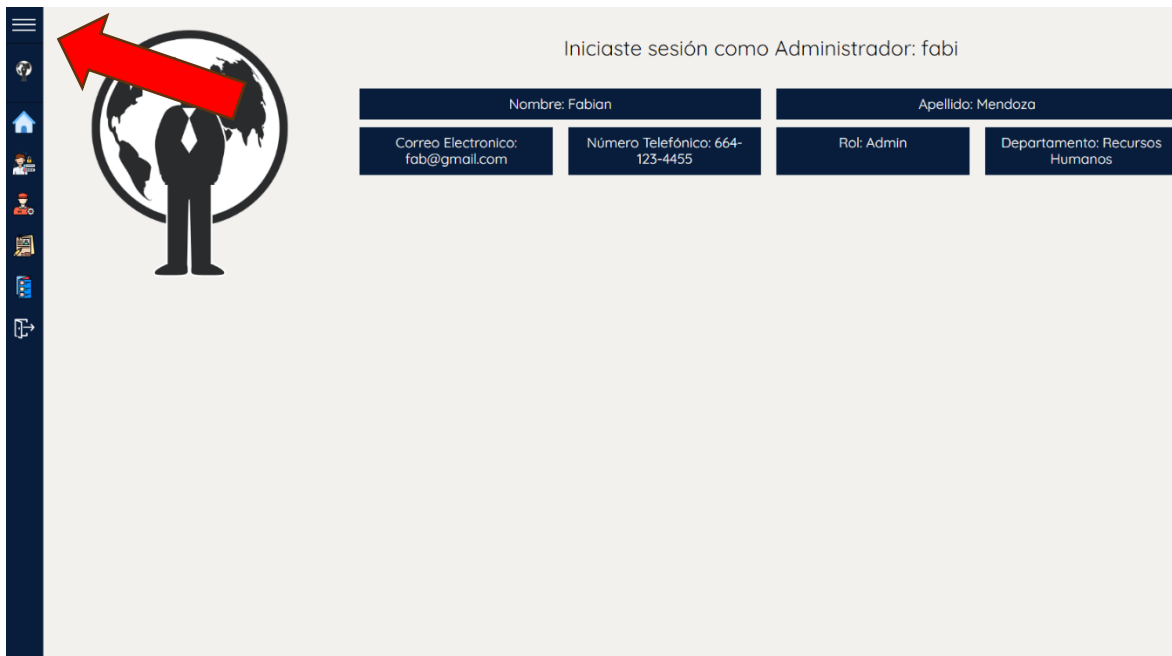 Iniciaste sesión como Administrador: fabi
Nombre: Fabian
Apellido: Mendoza
Correo Electronico:
fab@gmail.com
Número Telefónico: 664-
123-4455
Rol: Admin
Departamento: Recursos
Humanos